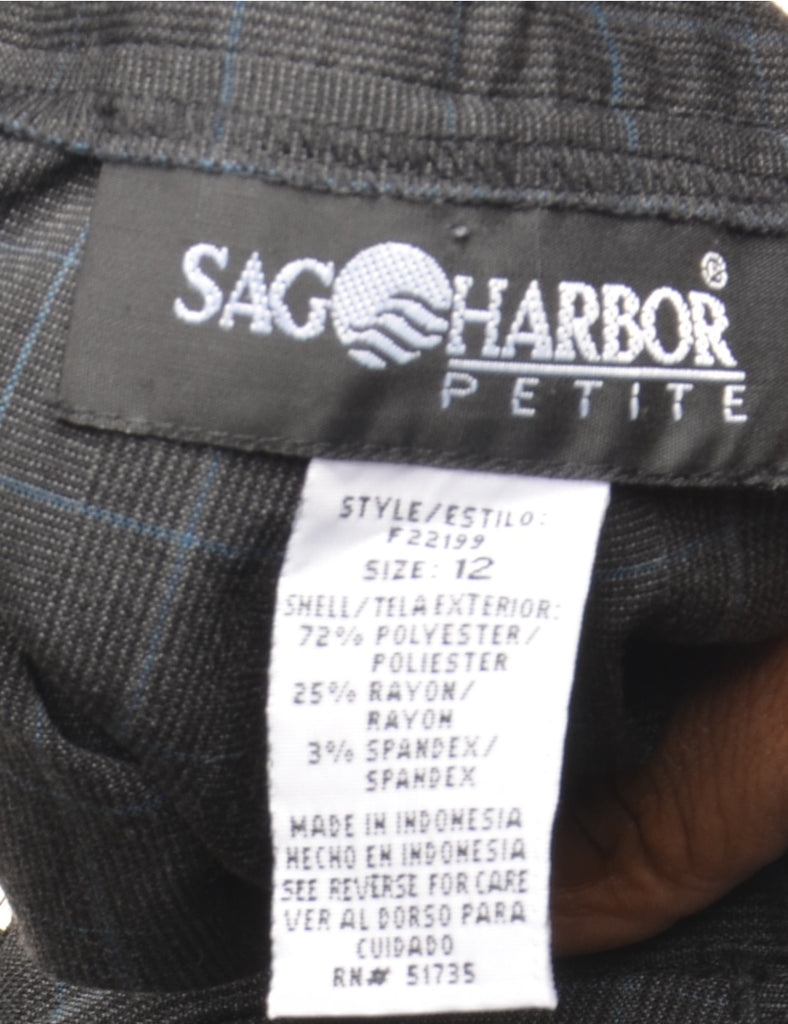 SAG HARBOR®
PETITE
STYLE/ESTILO:
F22199
SIZE: 12
SHELL/TELA EXTERIOR:
72% POLYESTER/
POLIESTER
25% RAYON/
RAYON
3% SPANDEX/
SPANDEX
MADE IN INDONESIA
HECHO EN INDONESIA
SEE REVERSE FOR CARE
VER AL DORSO PARA
CUIDADO
RN# 51735